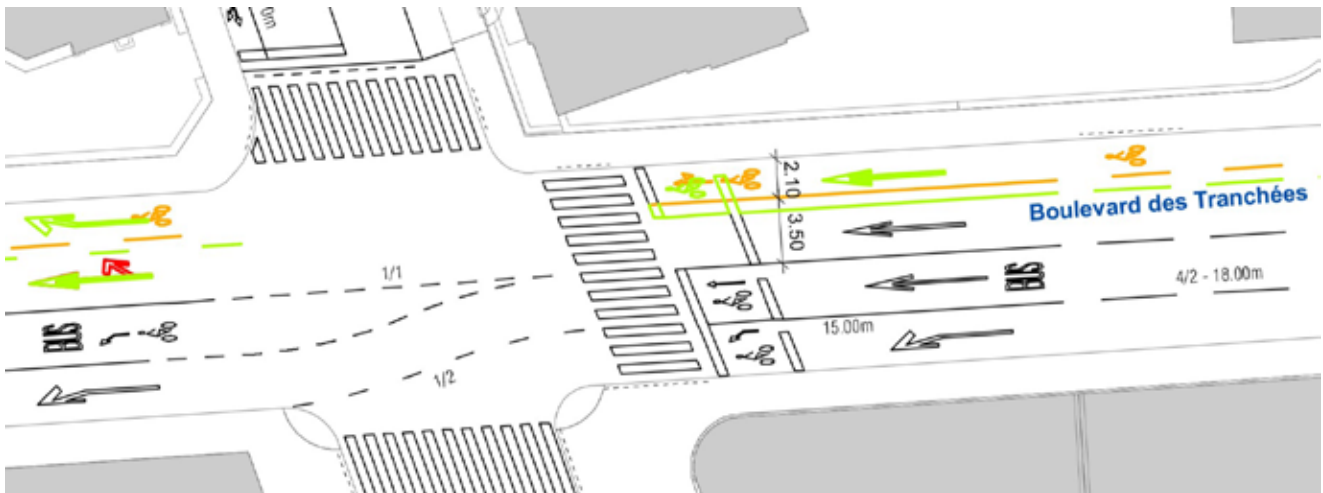 0m
2.10
3.50
Boulevard des Tranchées
BUS
4/2 - 18.00m
1/1
BUS
15.00m
1/2